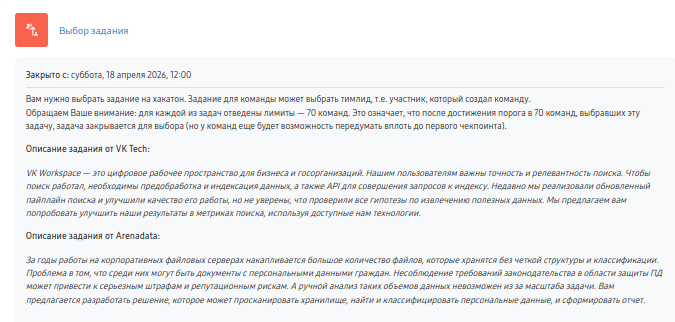 Выбор задания
Закрыто с: суббота, 18 апреля 2026, 12:00
Вам нужно выбрать задание на хакатон. Задание для команды может выбрать тимлид, т.е. участник, который создал команду.
Обращаем Ваше внимание: для каждой из задач отведены лимиты — 70 команд. Это означает, что после достижения порога в 70 команд, выбравших эту
задачу, задача закрывается для выбора (но у команд еще будет возможность передумать вплоть до первого чекпоинта).
Описание задания от VK Tech:
VK Workspace — это цифровое рабочее пространство для бизнеса и госорганизаций. Нашим пользователям важны точность и релевантность поиска. Чтобы
поиск работал, необходимы предобработка и индексация данных, а также API для совершения запросов к индексу. Недавно мы реализовали обновленный
пайплайн поиска и улучшили качество его работы, но не уверены, что проверили все гипотезы по извлечению полезных данных. Мы предлагаем вам
попробовать улучшить наши результаты в метриках поиска, используя доступные нам технологии.
Описание задания от Arenadata:
За годы работы на корпоративных файловых серверах накапливается большое количество файлов, которые хранятся без четкой структуры и классификации.
Проблема в том, что среди них могут быть документы с персональными данными граждан. Несоблюдение требований законодательства в области защиты ПД
может привести к серьезным штрафам и репутационным рискам. А ручной анализ таких объемов данных невозможен из-за масштаба задачи. Вам
предлагается разработать решение, которое может просканировать хранилище, найти и классифицировать персональные данные, и сформировать отчет.